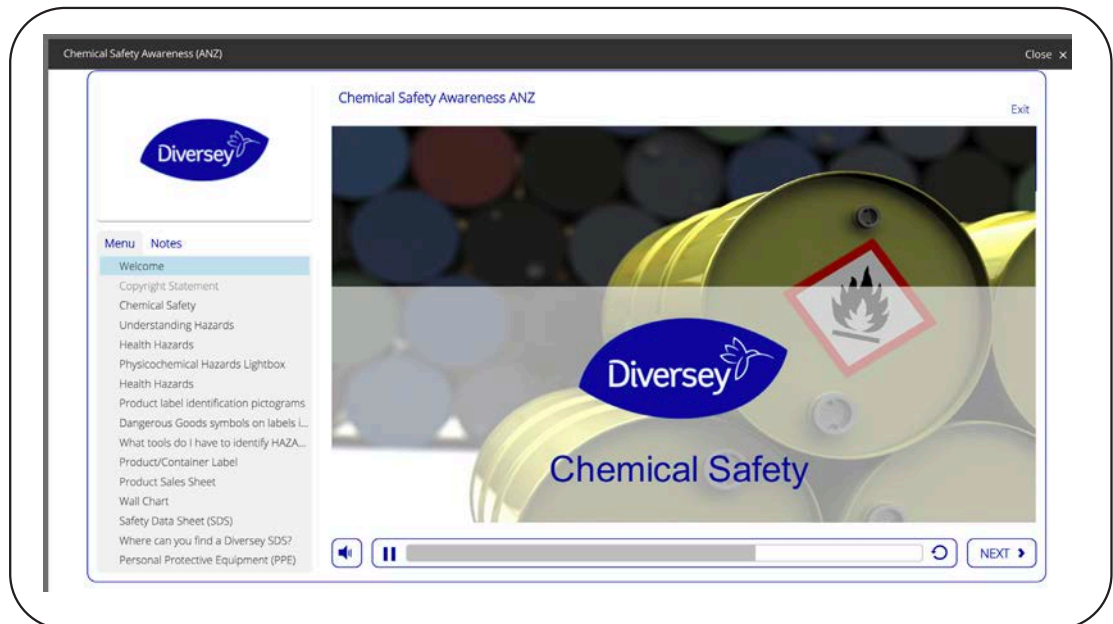 Chemical Safety Awareness (ANZ)
Close ×
Diversey
Chemical Safety Awareness ANZ
Exit
Menu Notes
Welcome
Copyright Statement
Chemical Safety
Understanding Hazards
Health Hazards
Physicochemical Hazards Lightbox
Health Hazards
Product label identification pictograms
Dangerous Goods symbols on labels i...
What tools do I have to identify HAZA...
Product/Container Label
Product Sales Sheet
Wall Chart
Safety Data Sheet (SDS)
Where can you find a Diversey SDS?
Personal Protective Equipment (PPE)
Diversey
Chemical Safety
NEXT